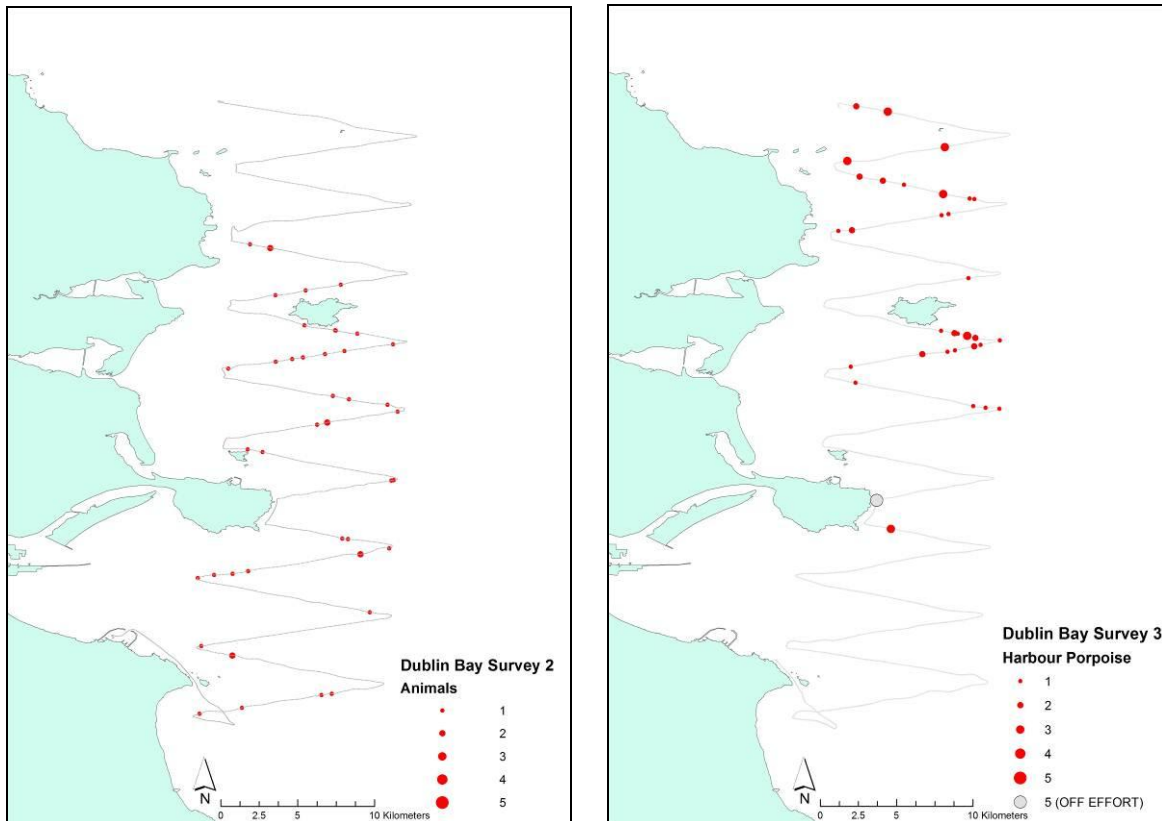 Dublin Bay Survey 2
Animals
1
2
3
4
5
N
0 2.5 5 10 Kilometers
Dublin Bay Survey 3
Harbour Porpoise
1
2
3
4
5
5 (OFF EFFORT)
N
0 2.5 5 10 Kilometers